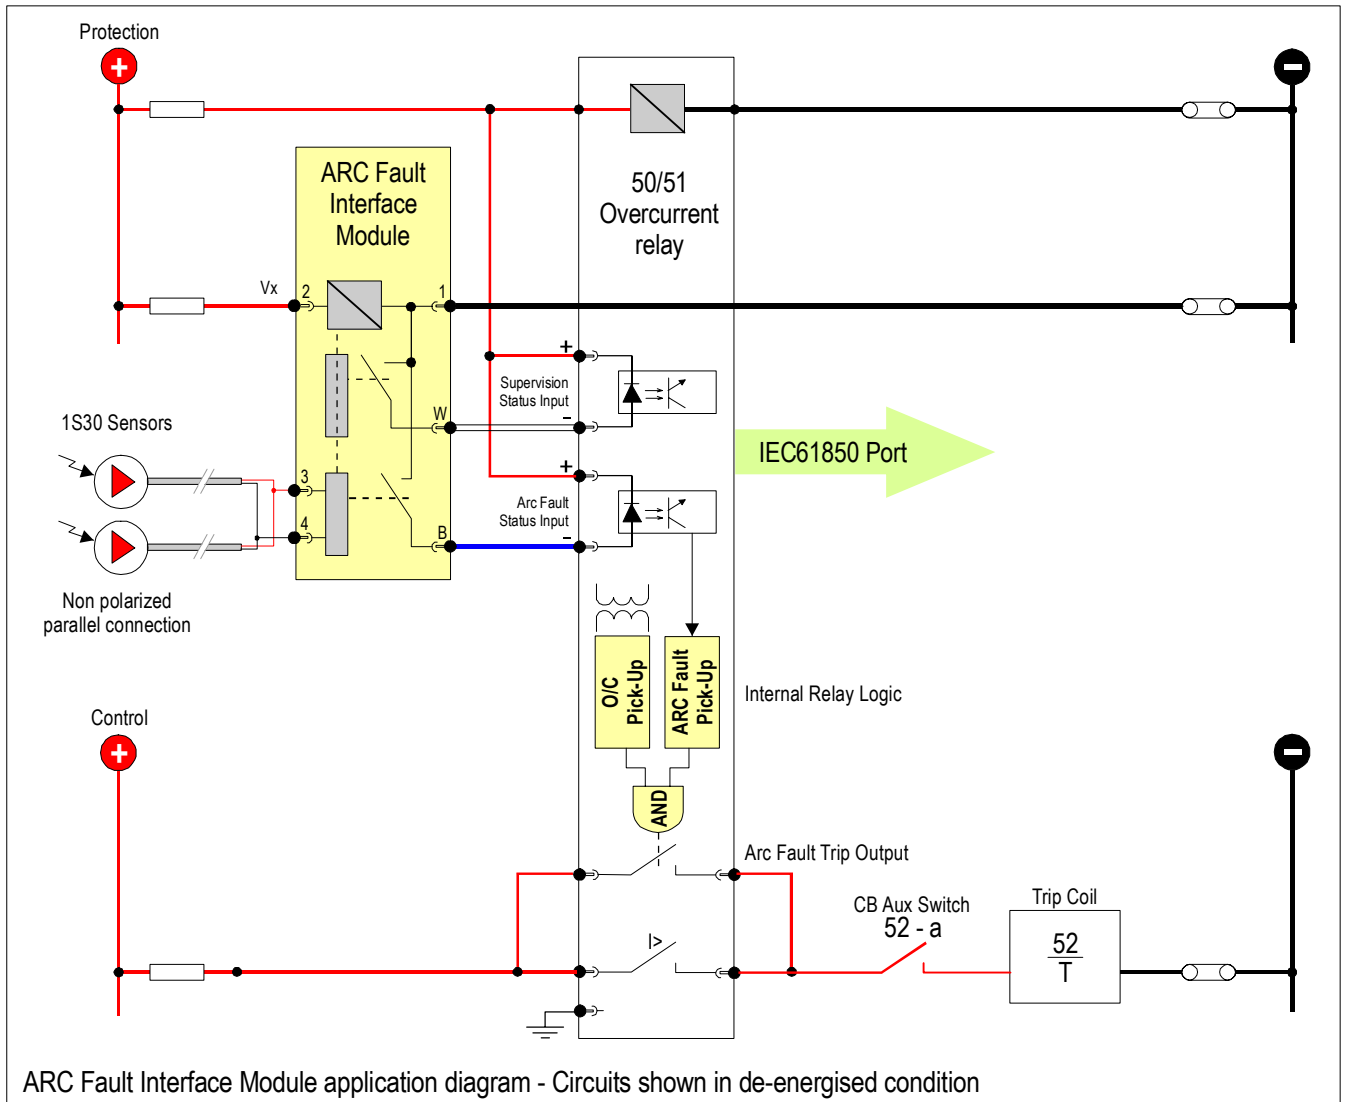 Protection
+
−
ARC Fault
Interface
Module
50/51
Overcurrent
relay
Vx
2
1
+
Supervision
Status Input
−
W
1S30 Sensors
IEC61850 Port
+
3
Arc Fault
Status Input
4
B
−
Non polarized
parallel connection
O/C
Pick-Up
ARC Fault
Pick-Up
Internal Relay Logic
Control
+
−
AND
Arc Fault Trip Output
CB Aux Switch
52 - a
Trip Coil
I>
52
T
ARC Fault Interface Module application diagram - Circuits shown in de-energised condition